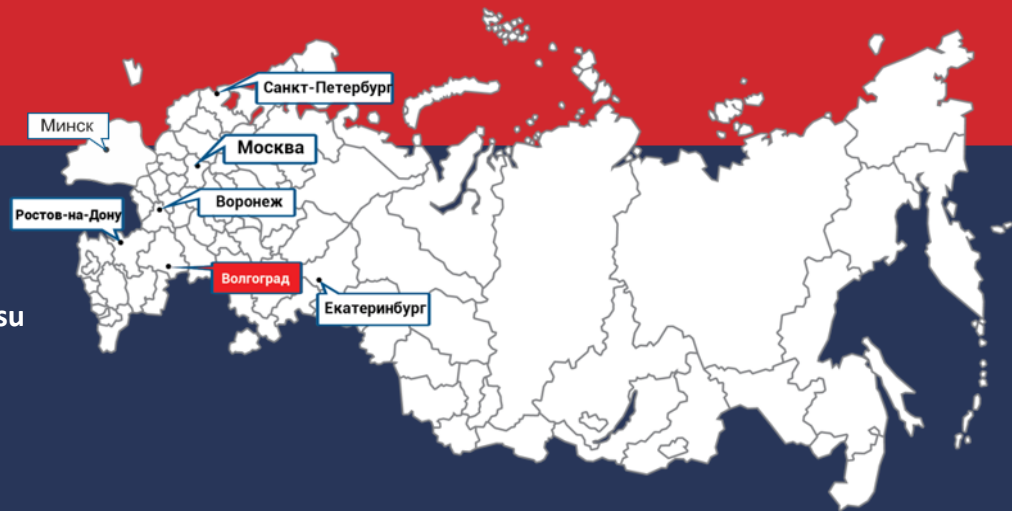 Санкт-Петербург
Минск
Москва
Воронеж
Ростов-на-Дону
Волгоград
Екатеринбург
su